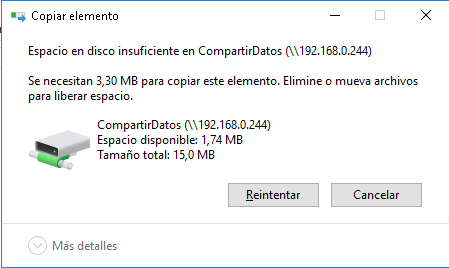 Copiar elemento
Espacio en disco insuficiente en CompartirDatos (\\192.168.0.244)
Se necesitan 3,30 MB para copiar este elemento. Elimine o mueva archivos
para liberar espacio.
CompartirDatos (\\192.168.0.244)
Espacio disponible: 1,74 MB
Tamaño total: 15,0 MB
Reintentar
Cancelar
Más detalles